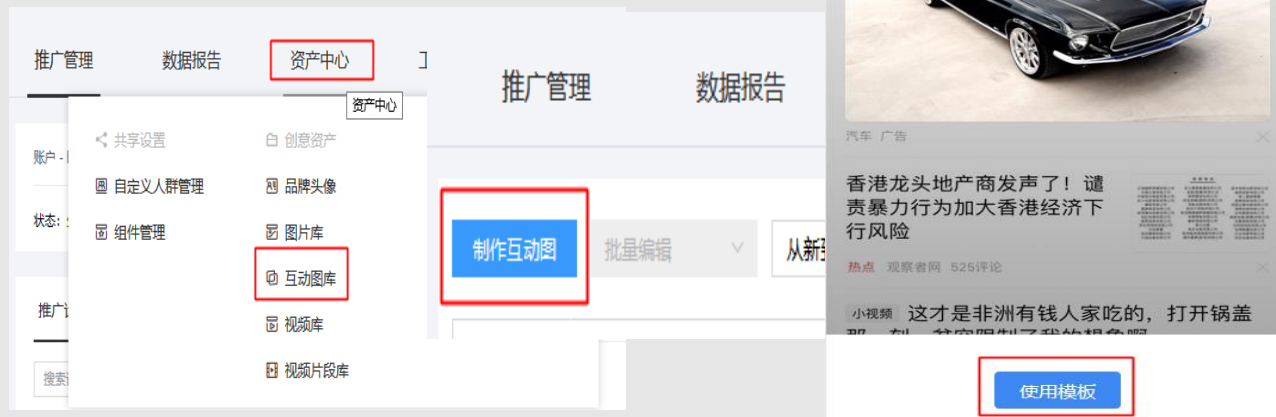 推广管理
数据报告
资产中心
资产中心
共享设置
创意资产
账户 -
自定义人群管理
品牌头像
状态:
组件管理
图片库
互动图库
推广
视频库
搜索
视频片段库
推广管理
数据报告
制作互动图
批量编辑
从新
汽车 广告
香港龙头地产商发声了！谴
责暴力行为加大香港经济下
行风险
热点 观察者网 525评论
小视频 这才是非洲有钱人家吃的，打开锅盖
使用模板